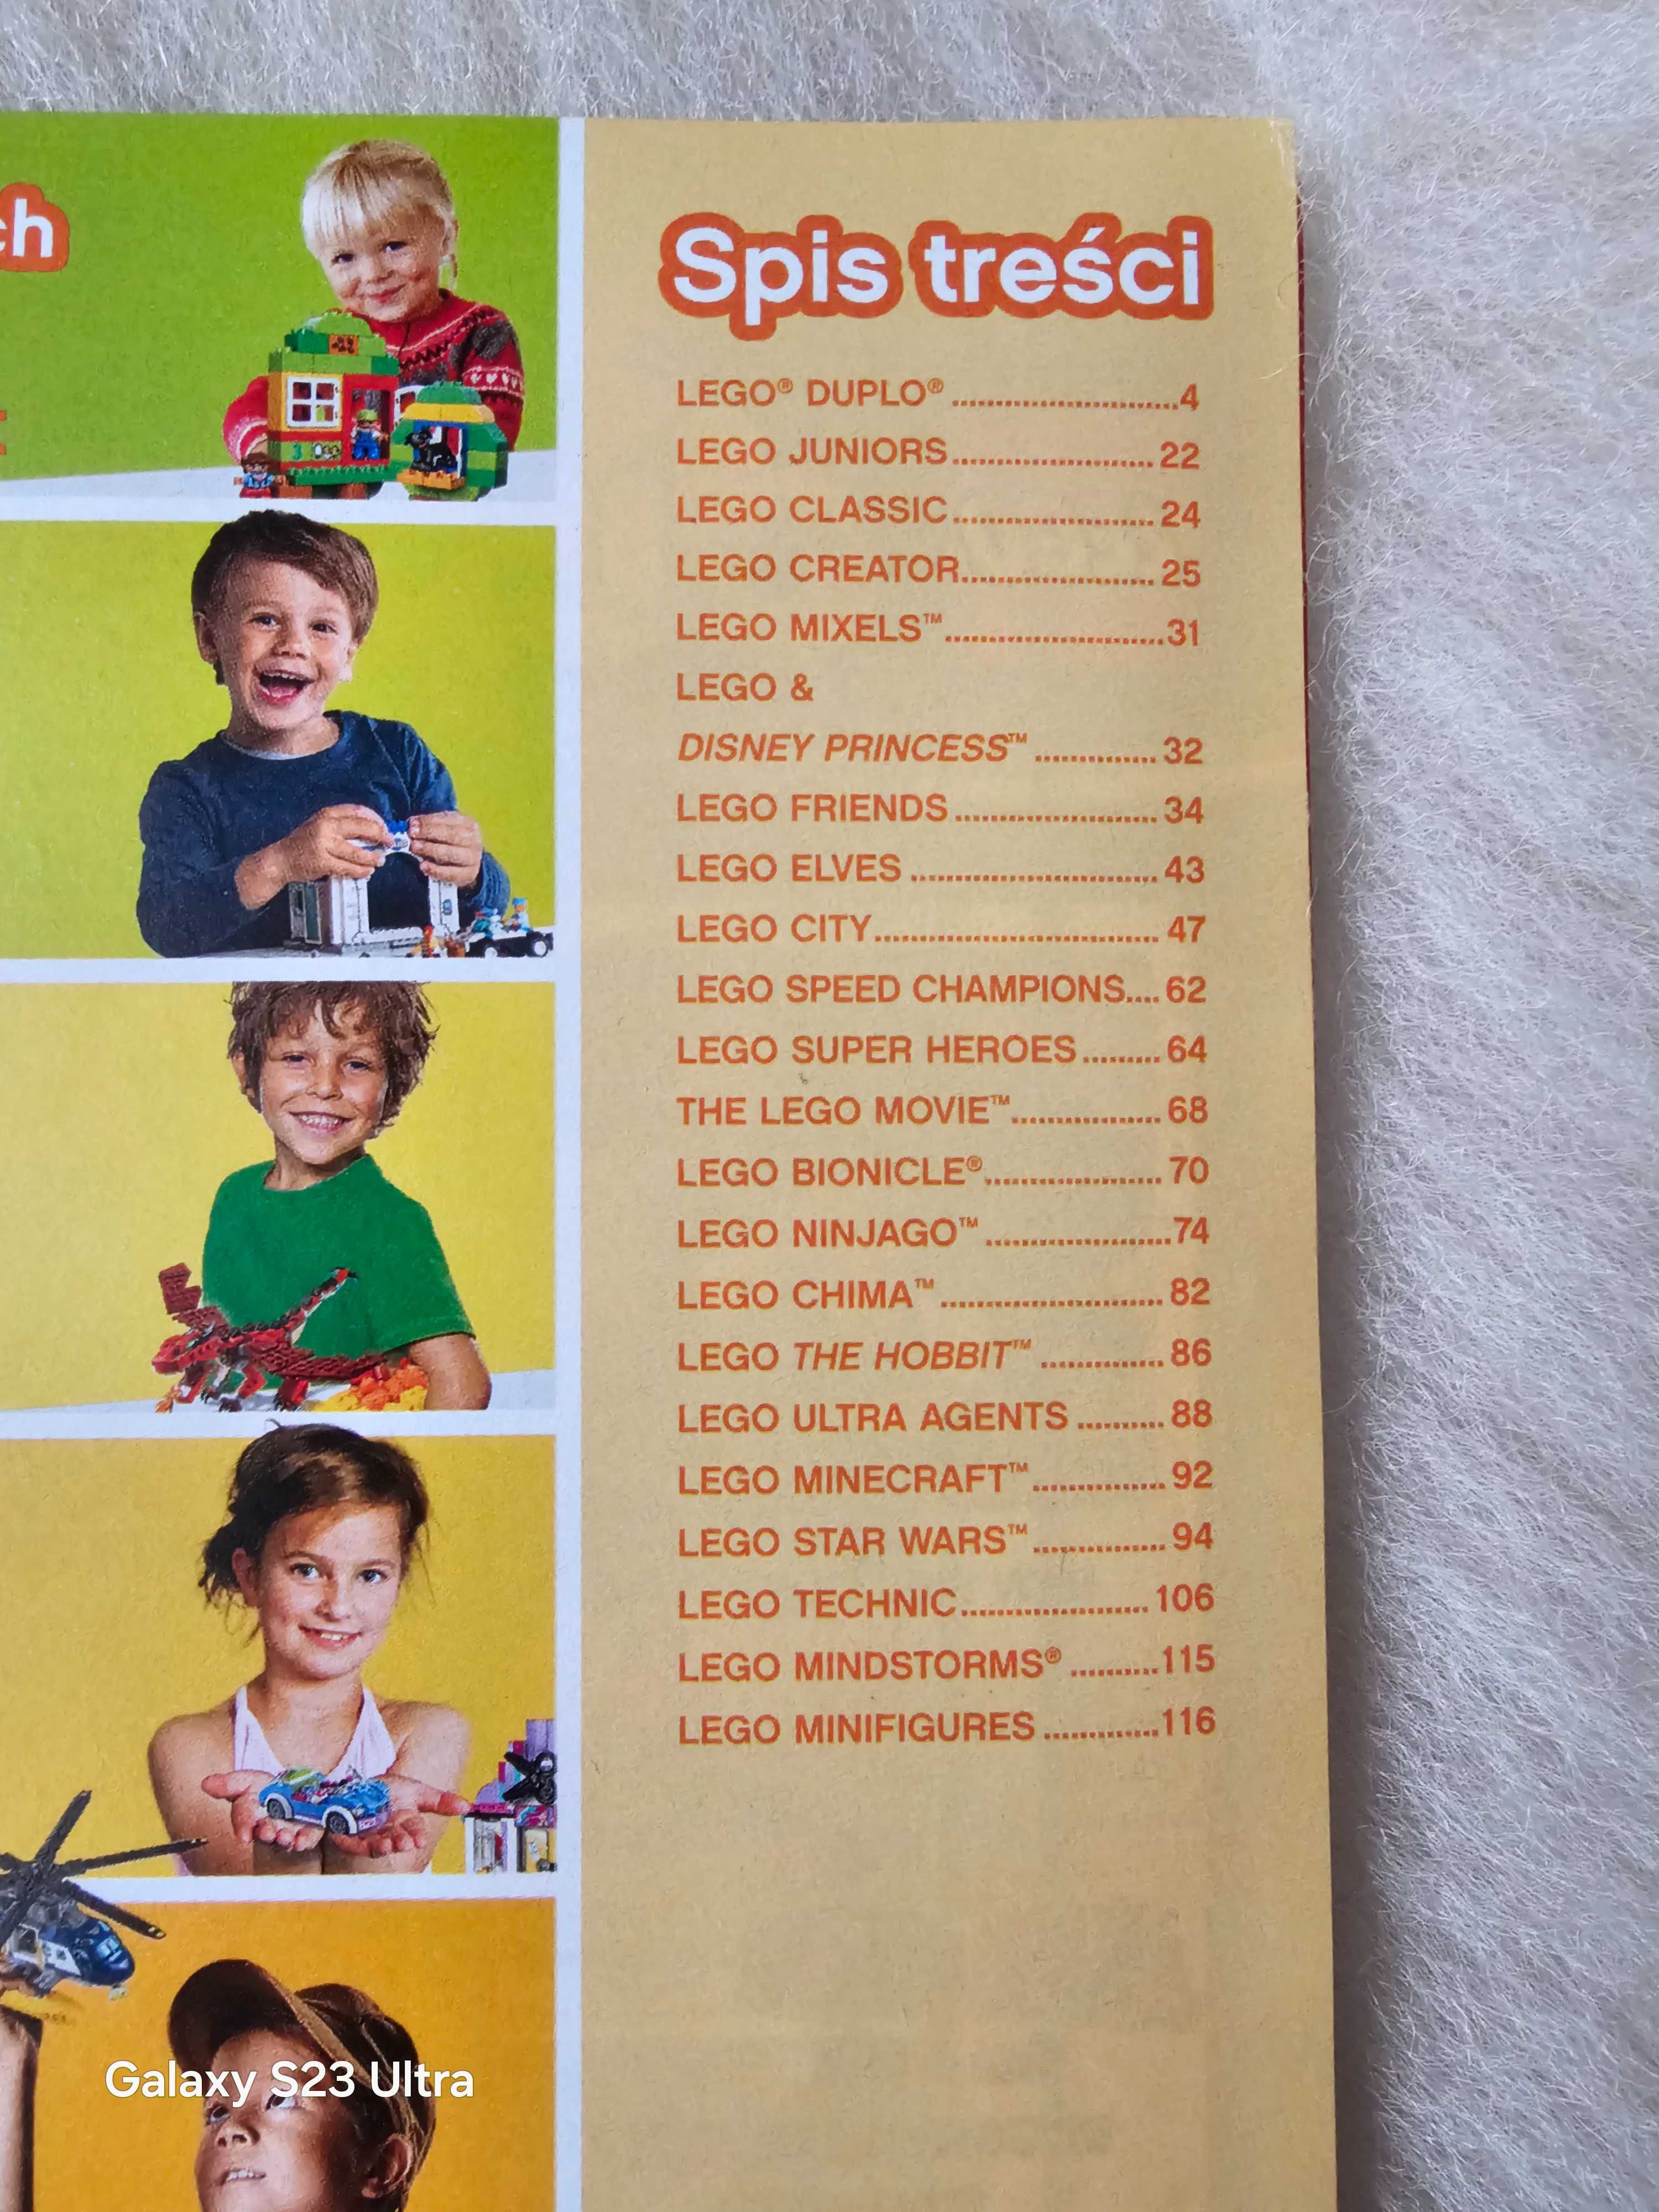 ch
Spis treści
LEGO® DUPLO® ............................4
LEGO JUNIORS......................... 22
LEGO CLASSIC......................... 24
LEGO CREATOR........................ 25
LEGO MIXELS™...........................31
LEGO &
DISNEY PRINCESS™ ............... 32
LEGO FRIENDS ......................... 34
LEGO ELVES .............................. 43
LEGO CITY................................... 47
LEGO SPEED CHAMPIONS.... 62
LEGO SUPER HEROES ......... 64
THE LEGO MOVIE™.................. 68
LEGO BIONICLE®...................... 70
LEGO NINJAGO™ .......................74
LEGO CHIMA™ ........................... 82
LEGO THE HOBBIT™ ............... 86
LEGO ULTRA AGENTS .......... 88
LEGO MINECRAFT™ ................ 92
LEGO STAR WARS™ ................ 94
LEGO TECHNIC....................... 106
LEGO MINDSTORMS® ..........115
LEGO MINIFIGURES .............116
Galaxy S23 Ultra